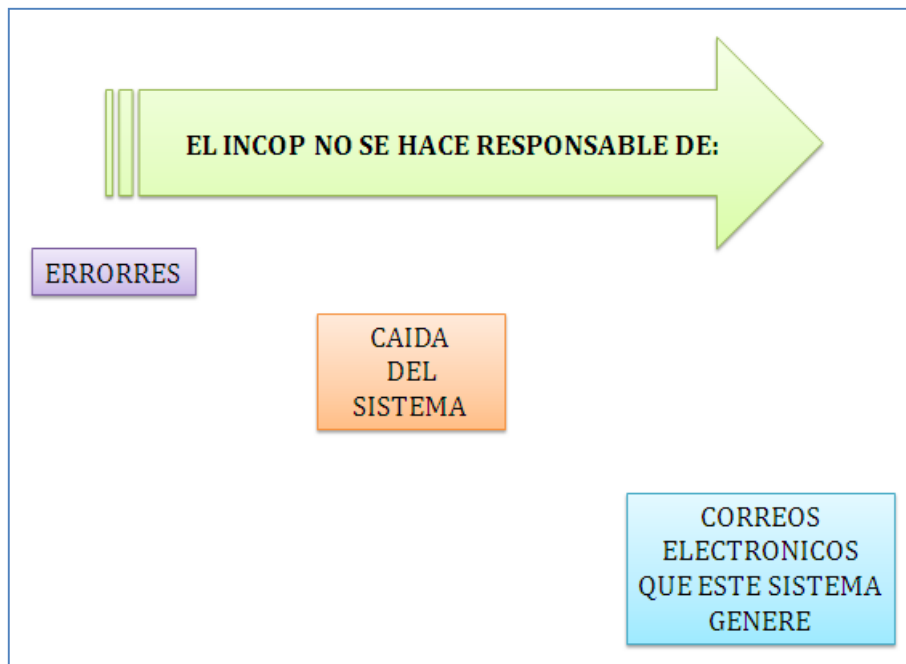 EL INCOP NO SE HACE RESPONSABLE DE:
ERRORRES
CAIDA
DEL
SISTEMA
CORREOS
ELECTRONICOS
QUE ESTE SISTEMA
GENERE